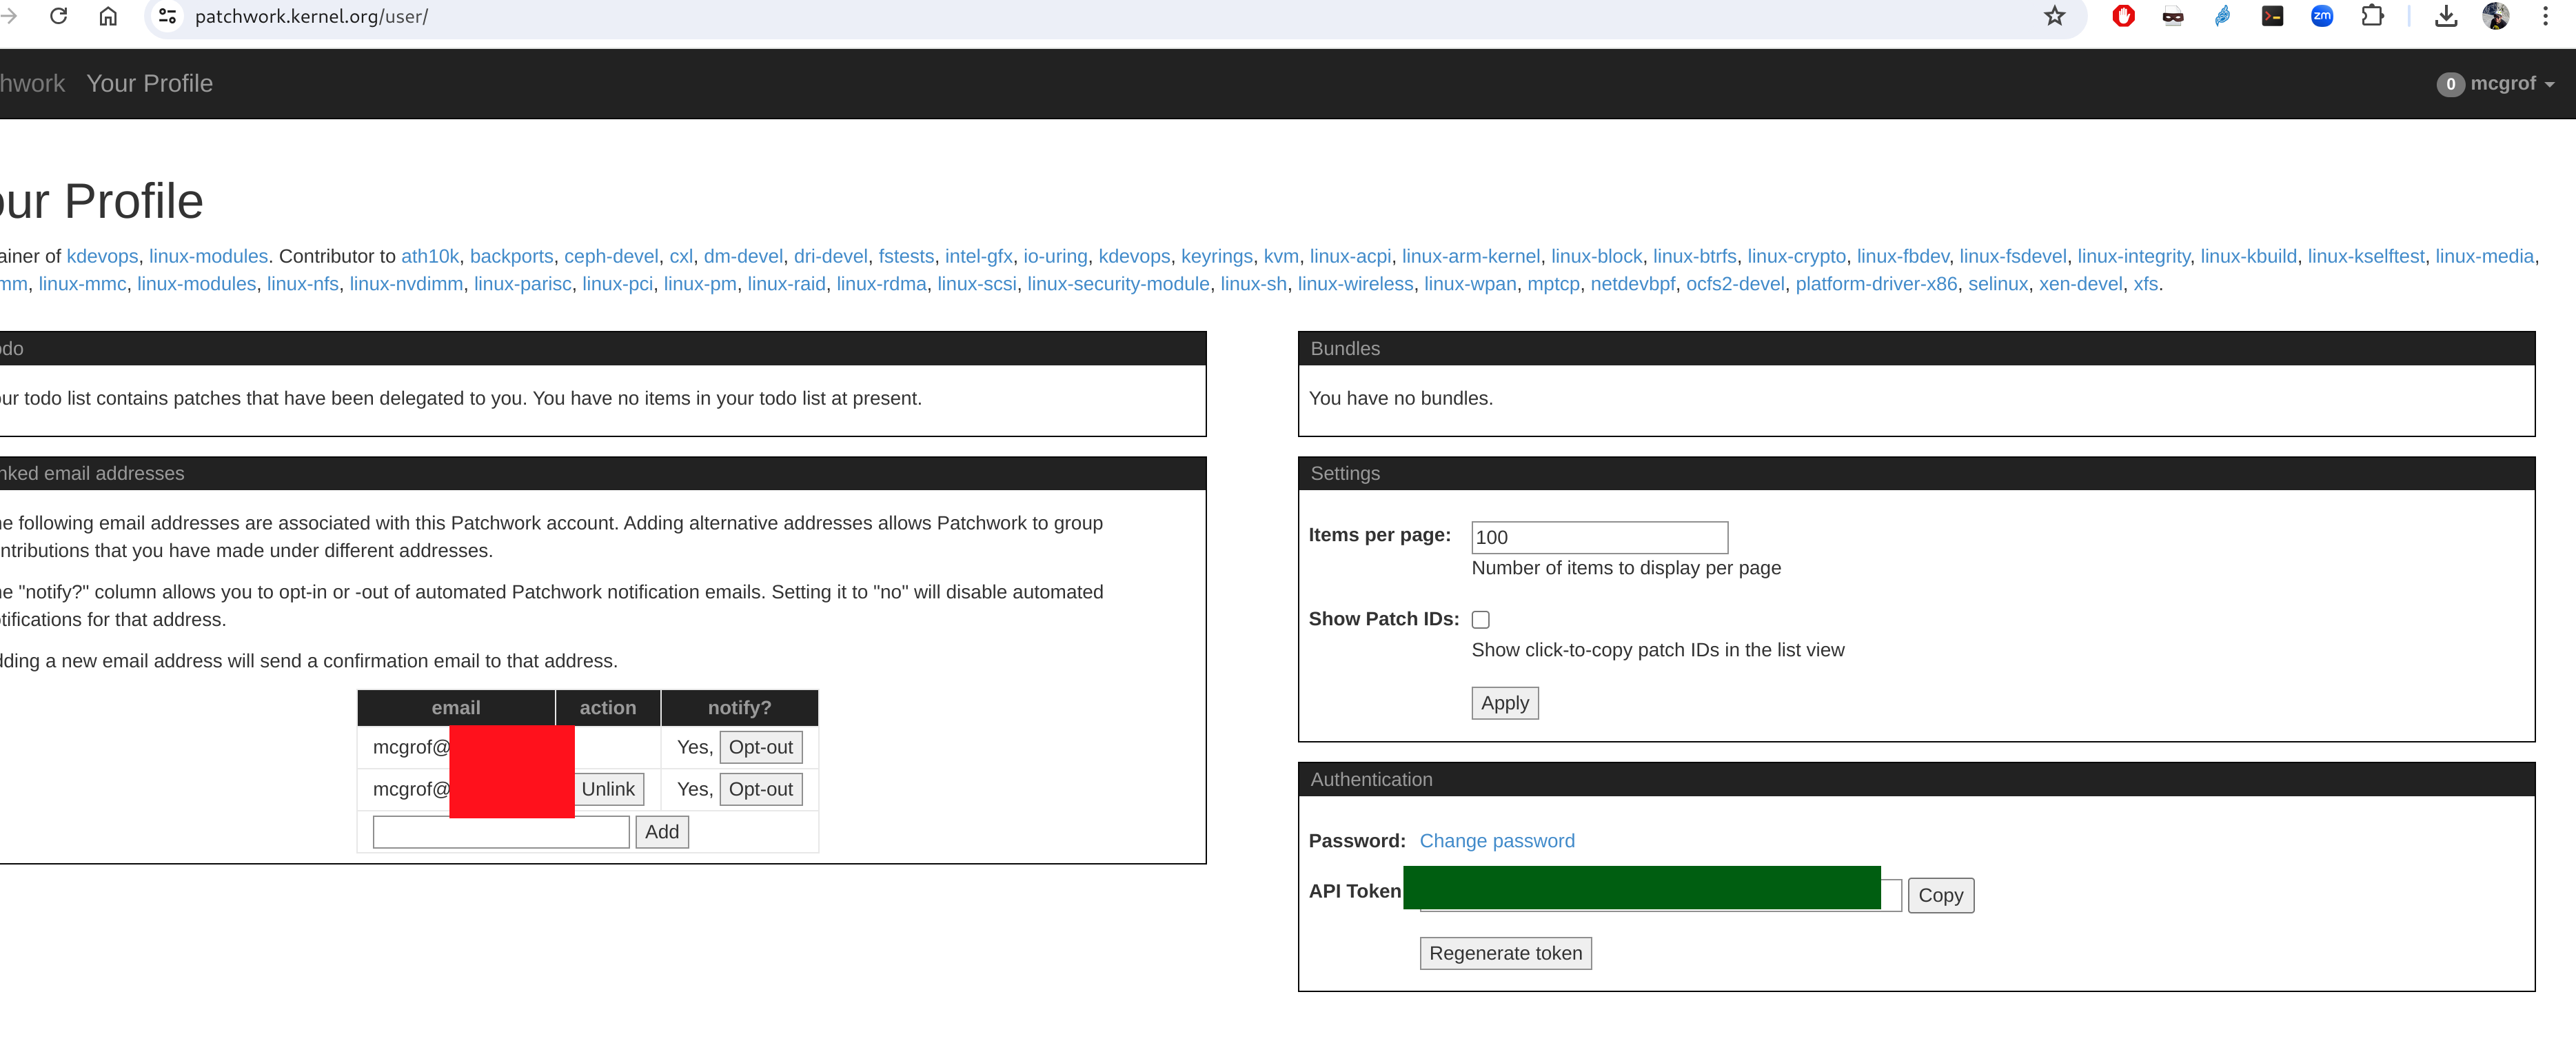 patchwork.kernel.org/user/
zm
hwork Your Profile
0 mcgrof
our Profile
ainer of kdevops, linux-modules. Contributor to ath10k, backports, ceph-devel, cxl, dm-devel, dri-devel, fstests, intel-gfx, io-uring, kdevops, keyrings, kvm, linux-acpi, linux-arm-kernel, linux-block, linux-btrfs, linux-crypto, linux-fbdev, linux-fsdevel, linux-integrity, linux-kbuild, linux-kselftest, linux-media,
mm, linux-mmc, linux-modules, linux-nfs, linux-nvdimm, linux-parisc, linux-pci, linux-pm, linux-raid, linux-rdma, linux-scsi, linux-security-module, linux-sh, linux-wireless, linux-wpan, mptcp, netdevbpf, ocfs2-devel, platform-driver-x86, selinux, xen-devel, xfs.
odo
ur todo list contains patches that have been delegated to you. You have no items in your todo list at present.
nked email addresses
e following email addresses are associated with this Patchwork account. Adding alternative addresses allows Patchwork to group
ntributions that you have made under different addresses.
e "notify?" column allows you to opt-in or -out of automated Patchwork notification emails. Setting it to "no" will disable automated
tifications for that address.
dding a new email address will send a confirmation email to that address.
email action notify?
mcgrof@ Yes, Opt-out
mcgrof@ Unlink Yes, Opt-out
Add
Bundles
You have no bundles.
Settings
Items per page: 100
Number of items to display per page
Show Patch IDs:
Show click-to-copy patch IDs in the list view
Apply
Authentication
Password: Change password
API Token Copy
Regenerate token